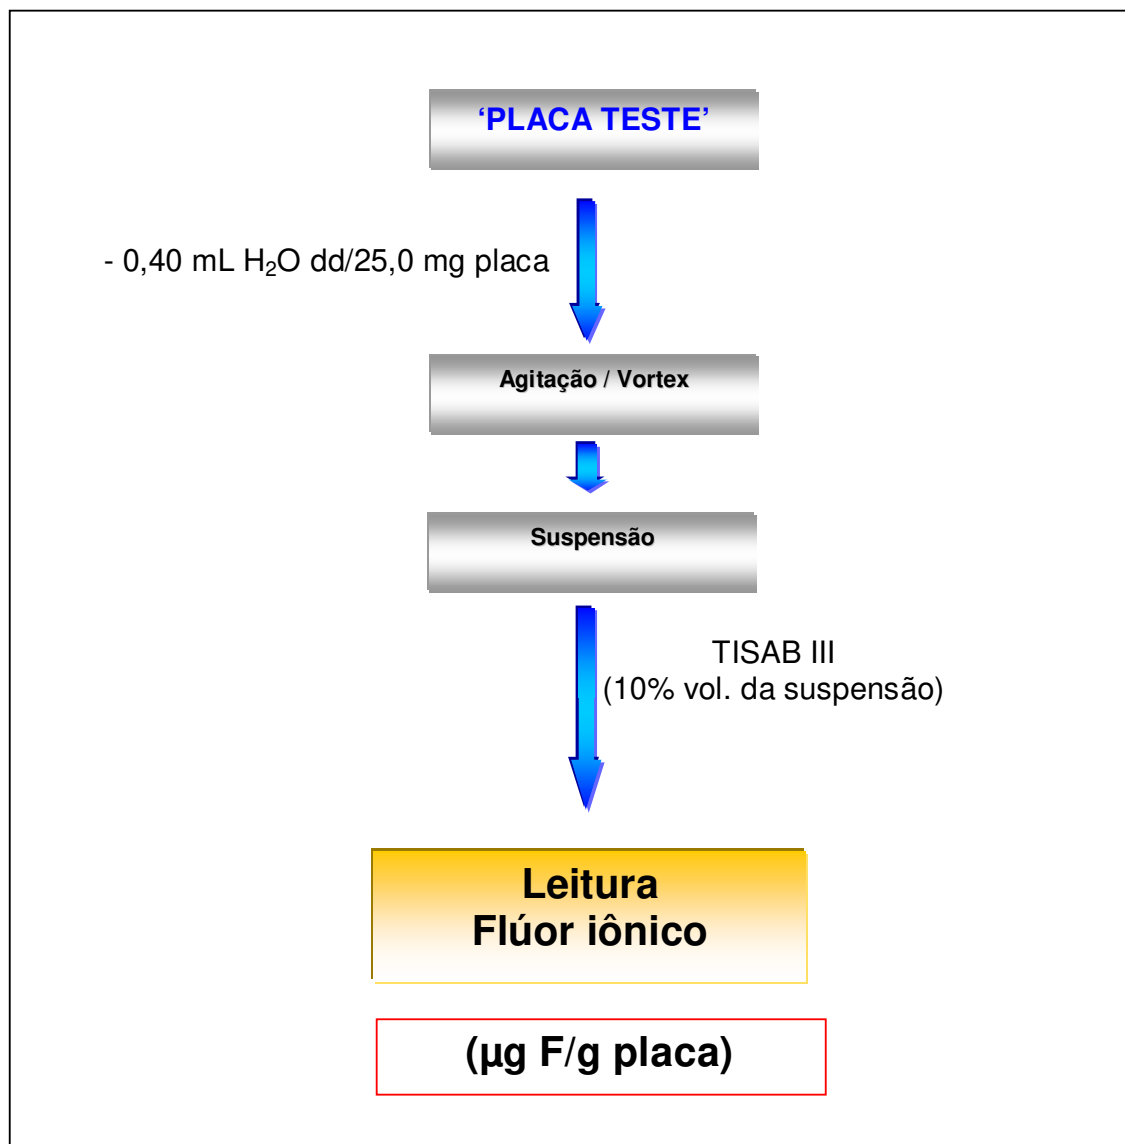 ‘PLACA TESTE’
- 0,40 mL H₂O dd/25,0 mg placa
Agitação / Vortex
Suspensão
TISAB III
(10% vol. da suspensão)
Leitura
Flúor iônico
(µg F/g placa)